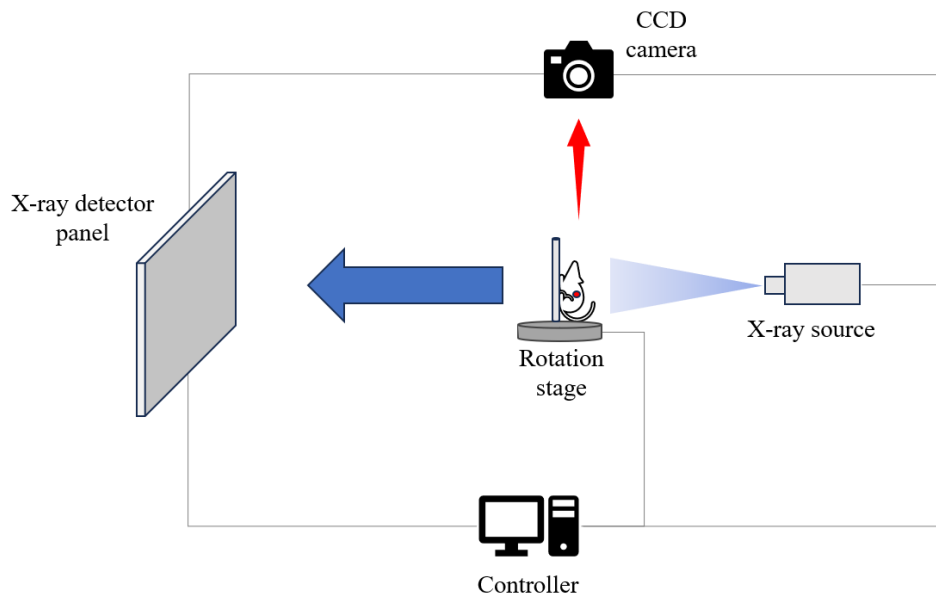 CCD
camera
X-ray detector
panel
X-ray source
Rotation
stage
Controller